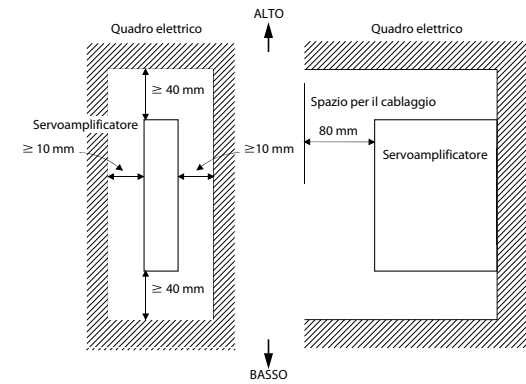 ALTO
Quadro elettrico
Quadro elettrico
≧ 40 mm
Spazio per il cablaggio
Servoamplificatore
80 mm
≧ 10 mm
≧10 mm
Servoamplificatore
≧ 40 mm
BASSO